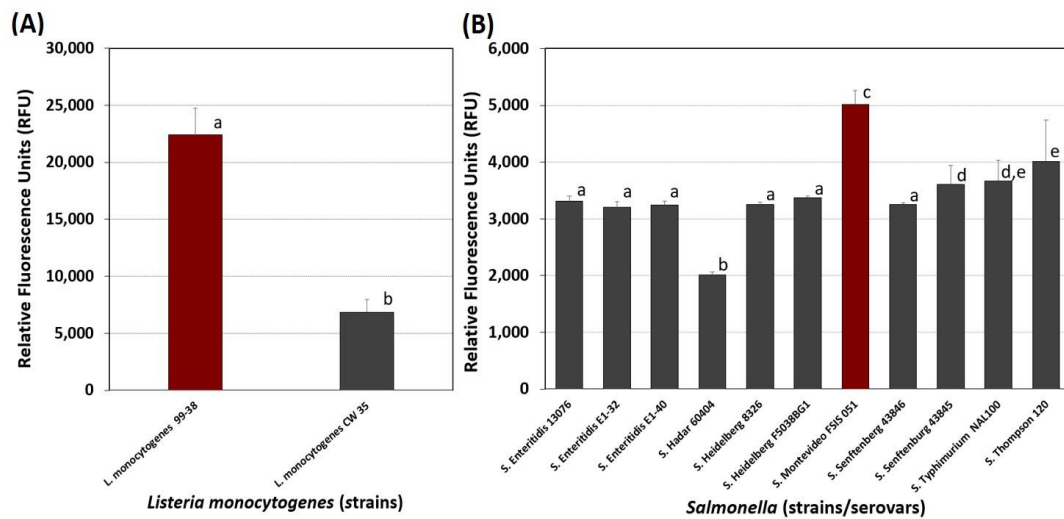 (A)
Relative Fluorescence Units (RFU)
30,000
25,000
20,000
15,000
10,000
5,000
0
a
b
L. monocytogenes 99-38
L. monocytogenes CW 35
Listeria monocytogenes (strains)
(B)
Relative Fluorescence Units (RFU)
6,000
5,000
4,000
3,000
2,000
1,000
0
a
a
a
b
a
a
c
a
d
d,e
e
S. Enteritidis 13076
S. Enteritidis E1-32
S. Enteritidis E1-40
S. Hadar 60404
S. Heidelberg 8326
S. Heidelberg F5038BG1
S. Montevideo FSIS 051
S. Senftenberg 43846
S. Senftenburg 43845
S. Typhimurium NAL100
S. Thompson 120
Salmonella (strains/serovars)